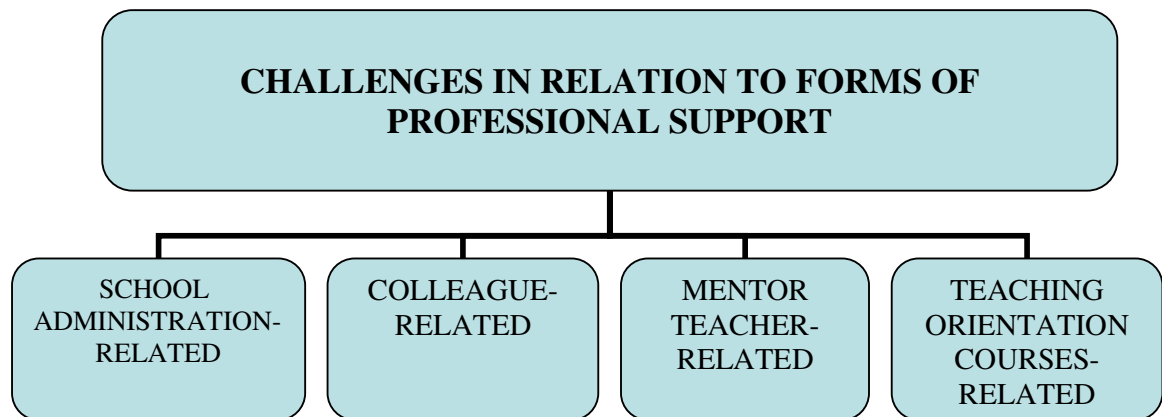 CHALLENGES IN RELATION TO FORMS OF
PROFESSIONAL SUPPORT
SCHOOL
ADMINISTRATION-
RELATED
COLLEAGUE-
RELATED
MENTOR
TEACHER-
RELATED
TEACHING
ORIENTATION
COURSES-
RELATED